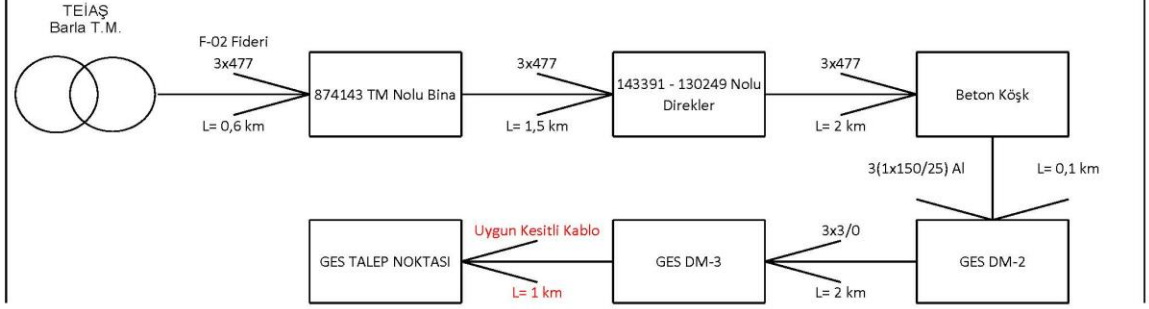 TEİAŞ
Barla T.M.
F-02 Fideri
3x477
L= 0,6 km
874143 TM Nolu Bina
3x477
L= 1,5 km
143391 - 130249 Nolu
Direkler
3x477
L= 2 km
Beton Köşk
3(1x150/25) Al
L= 0,1 km
GES TALEP NOKTASI
Uygun Kesitli Kablo
L= 1 km
GES DM-3
3x3/0
L= 2 km
GES DM-2